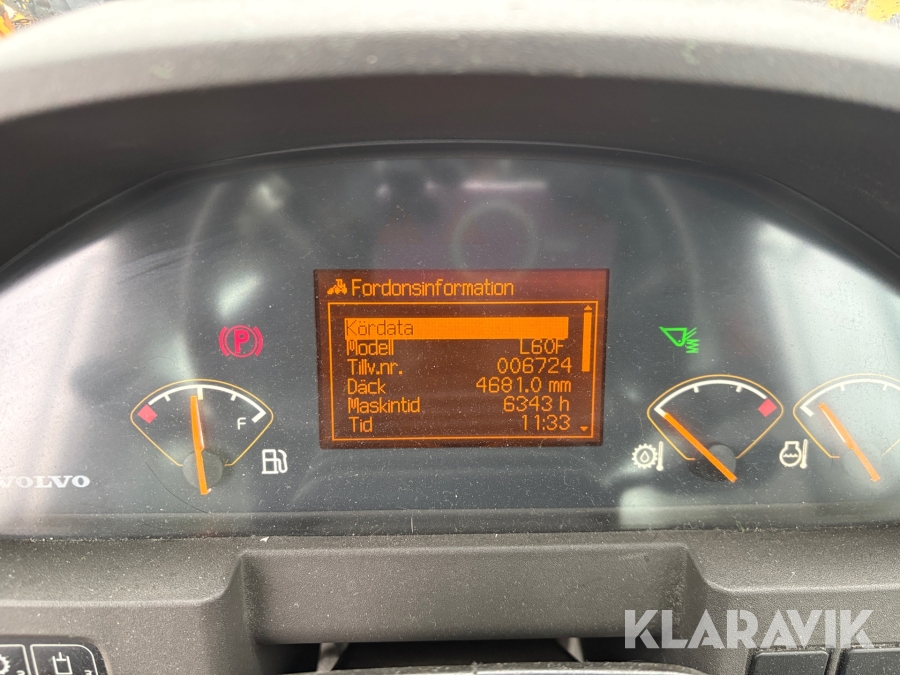 Fordonsinformation
Kördata
Modell L60F
Tillv.nr. 006724
Däck 4681.0 mm
Maskintid 6343 h
Tid 11:33
P
F
VOLVO
KLARAVIK